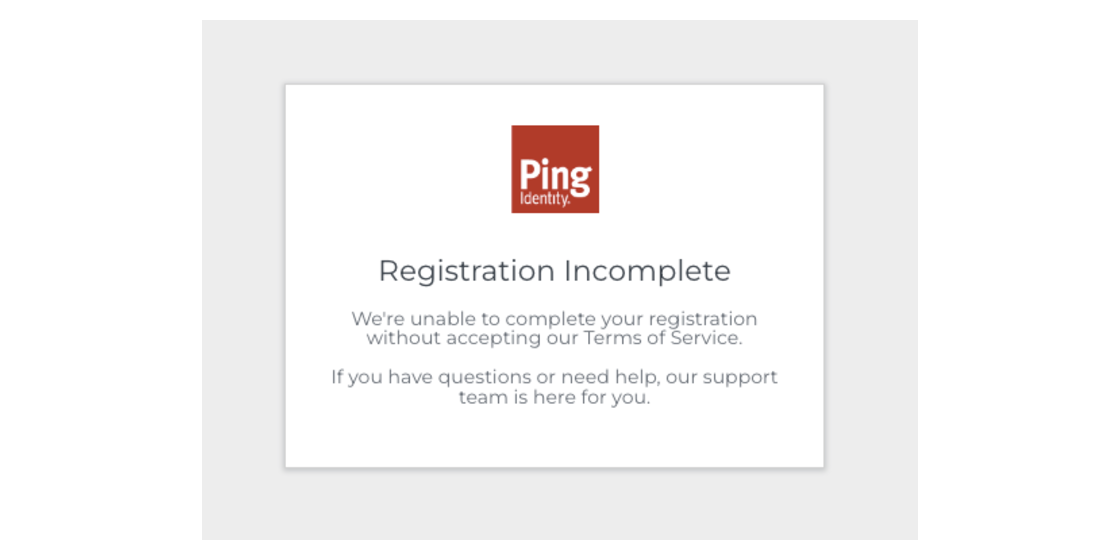 Ping
Identity.
Registration Incomplete
We're unable to complete your registration
without accepting our Terms of Service.
If you have questions or need help, our support
team is here for you.